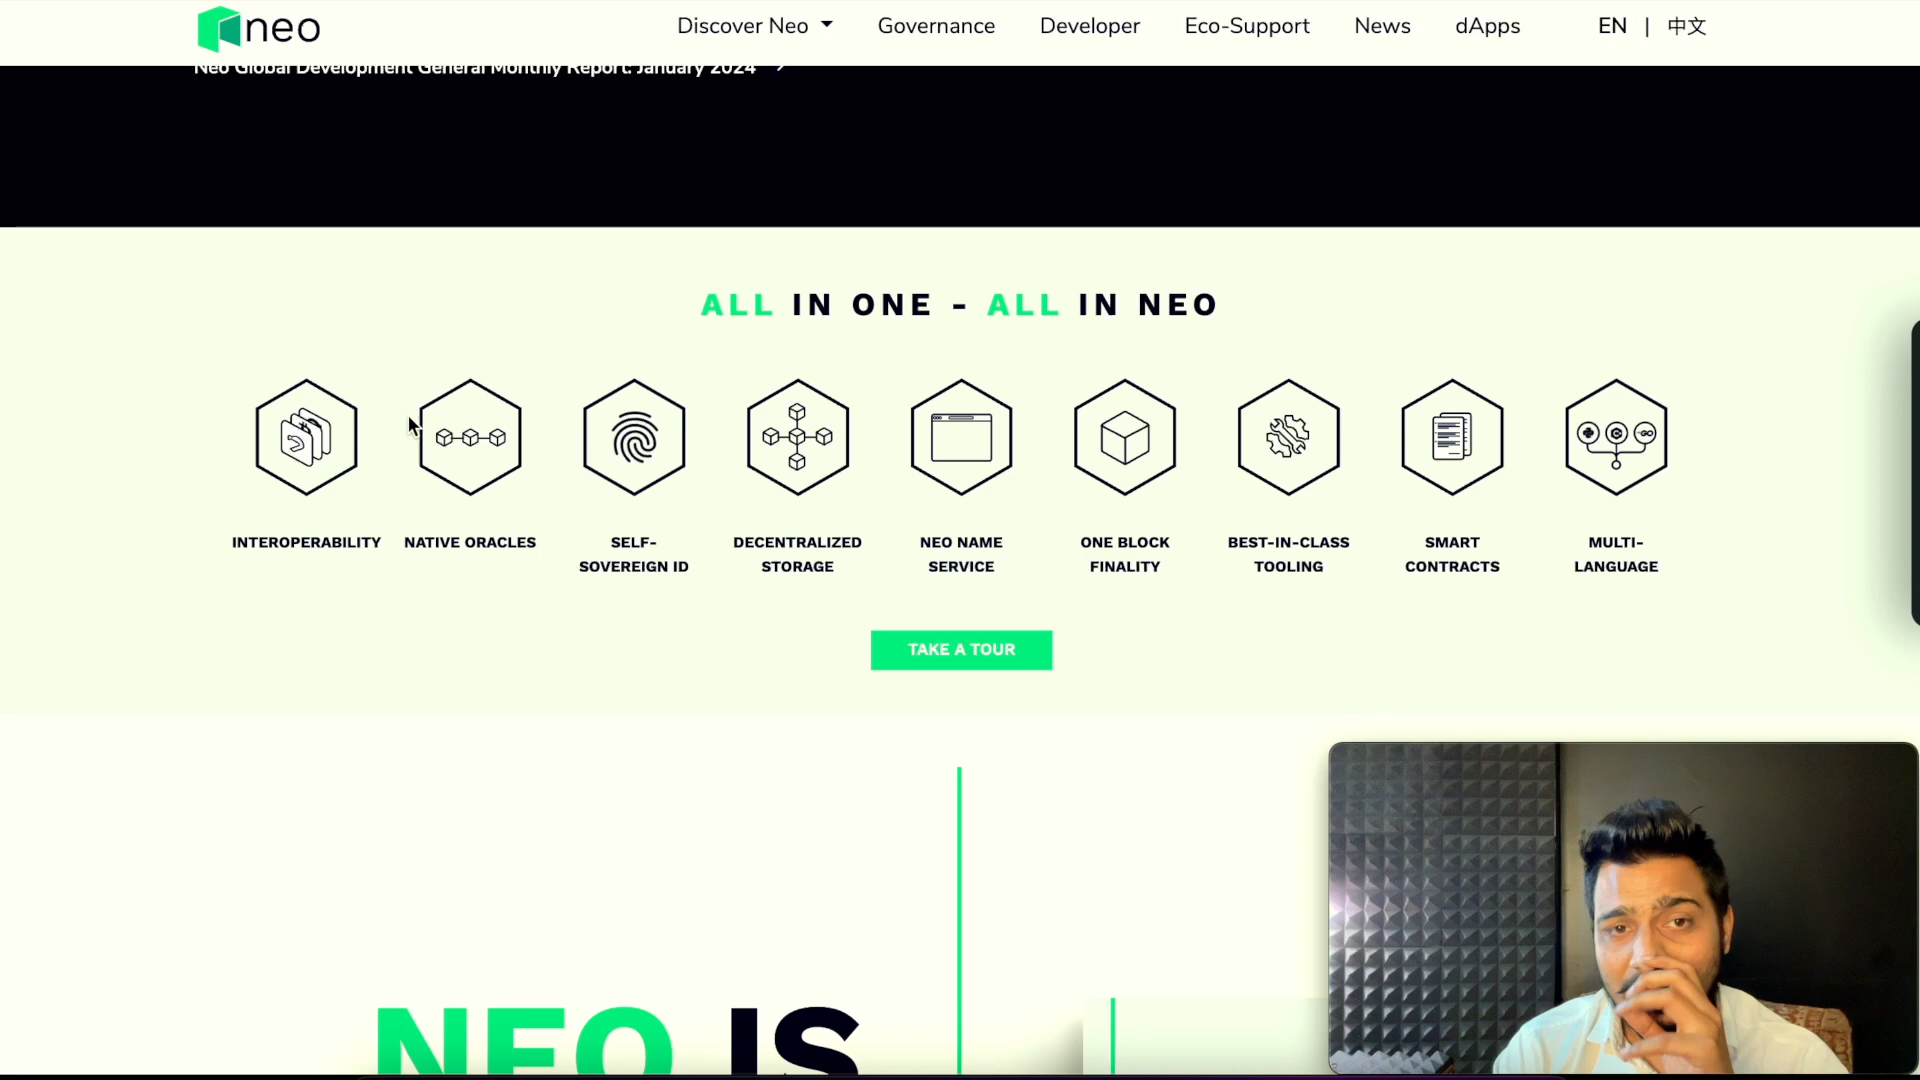 neo
Discover Neo
Governance
Developer
Eco-Support
News
dApps
EN | 中文
Neo Global Development General Monthly Report: January 2024
ALL IN ONE - ALL IN NEO
INTEROPERABILITY
NATIVE ORACLES
SELF-
SOVEREIGN ID
DECENTRALIZED
STORAGE
NEO NAME
SERVICE
ONE BLOCK
FINALITY
BEST-IN-CLASS
TOOLING
SMART
CONTRACTS
GO
MULTI-
LANGUAGE
TAKE A TOUR
NEO IS